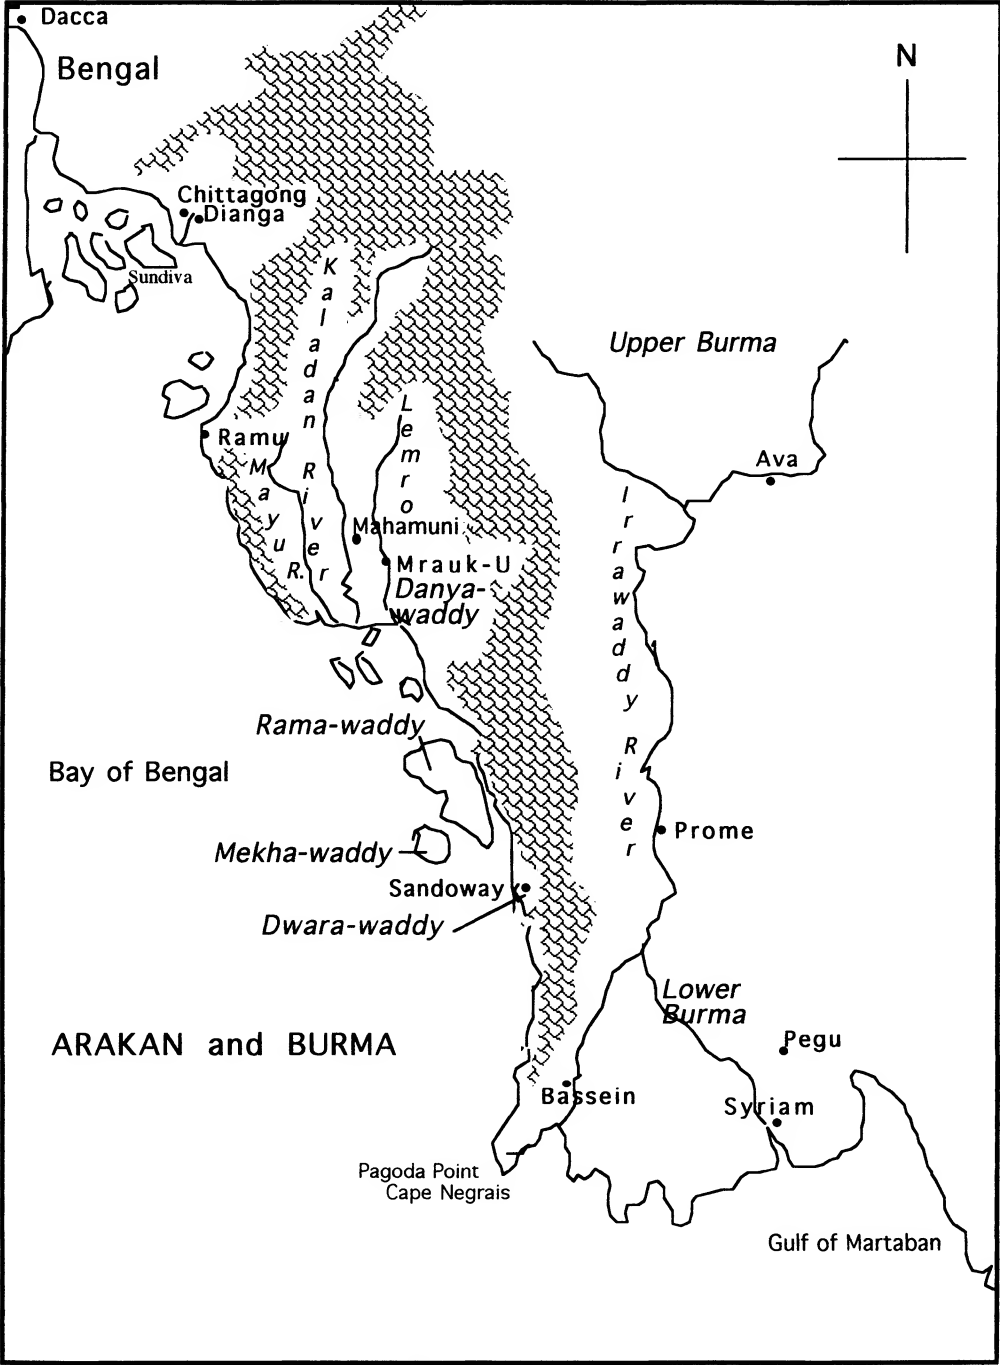 Dacca
Bengal
N
Chittagong
Dianga
Sundiva
Kaladan River
Upper Burma
Lemro
Ramu
Mayu R.
Ava
Irrawaddy River
Mahamuni
Mrauk-U
Danya-
waddy
Rama-waddy
Bay of Bengal
Prome
Mekha-waddy
Sandoway
Dwara-waddy
Lower
Burma
ARAKAN and BURMA
Pegu
Bassein
Syriam
Pagoda Point
Cape Negrais
Gulf of Martaban